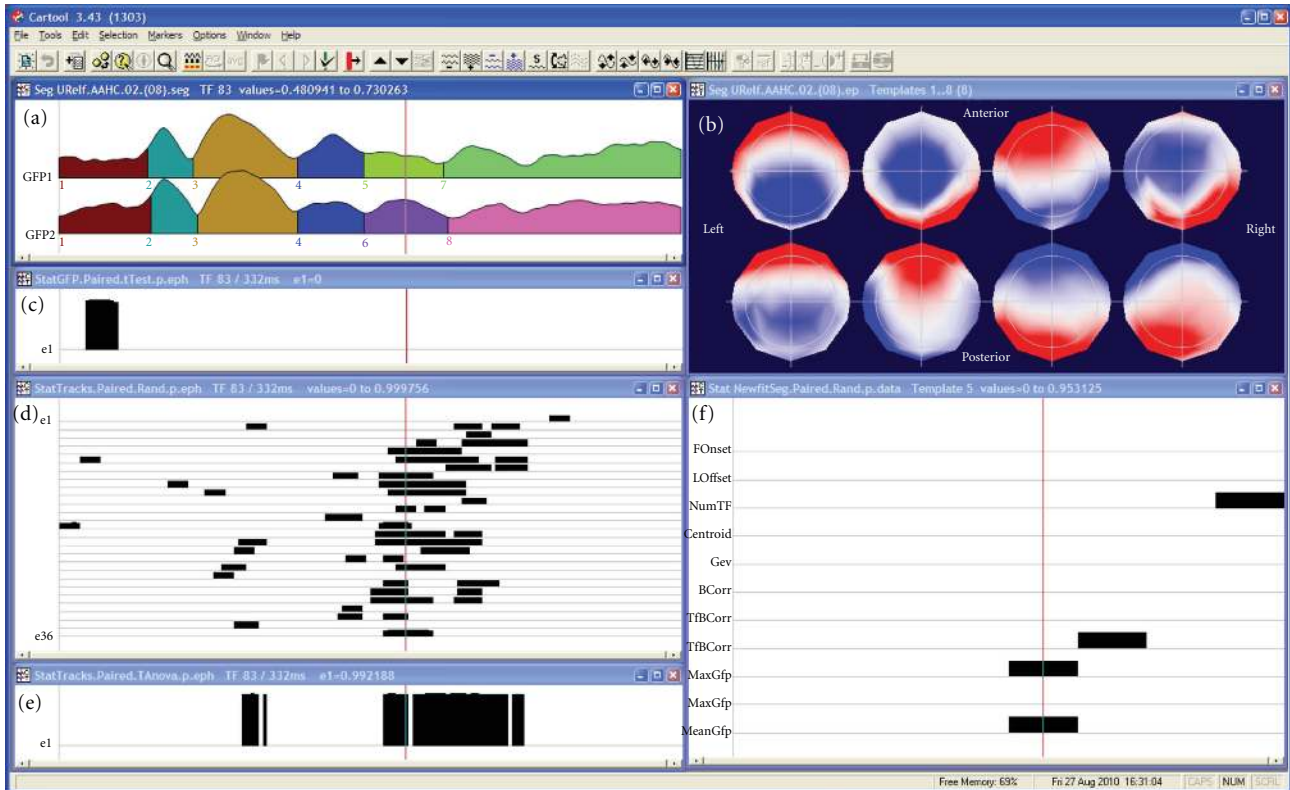 Cartool 3.43 (1303)
File Tools Edit Selection Markers Options Window Help
Seg URelf.AAHC.02.(08).seg TF 83 values=0.480941 to 0.730263
(a)
GFP1
1 2 3 4 5 7
GFP2
1 2 3 4 6 8
Seg URelf.AAHC.02.(08).ep Templates 1..8 (8)
(b)
Anterior
Left
Right
Posterior
StatGFP.Paired.tTest.p.eph TF 83 / 332ms e1=0
(c)
e1
StatTracks.Paired.Rand.p.eph TF 83 / 332ms values=0 to 0.999756
(d)
e1
e36
StatTracks.Paired.TAnova.p.eph TF 83 / 332ms e1=0.992188
(e)
e1
Stat NewfitSeg.Paired.Rand.p.data Template 5 values=0 to 0.953125
(f)
FOnset
LOffset
NumTF
Centroid
Gev
BCorr
TfBCorr
TfBCorr
MaxGfp
MaxGfp
MeanGfp
Free Memory: 69% Fri 27 Aug 2010 16:31:04 CAPS NUM SCRL